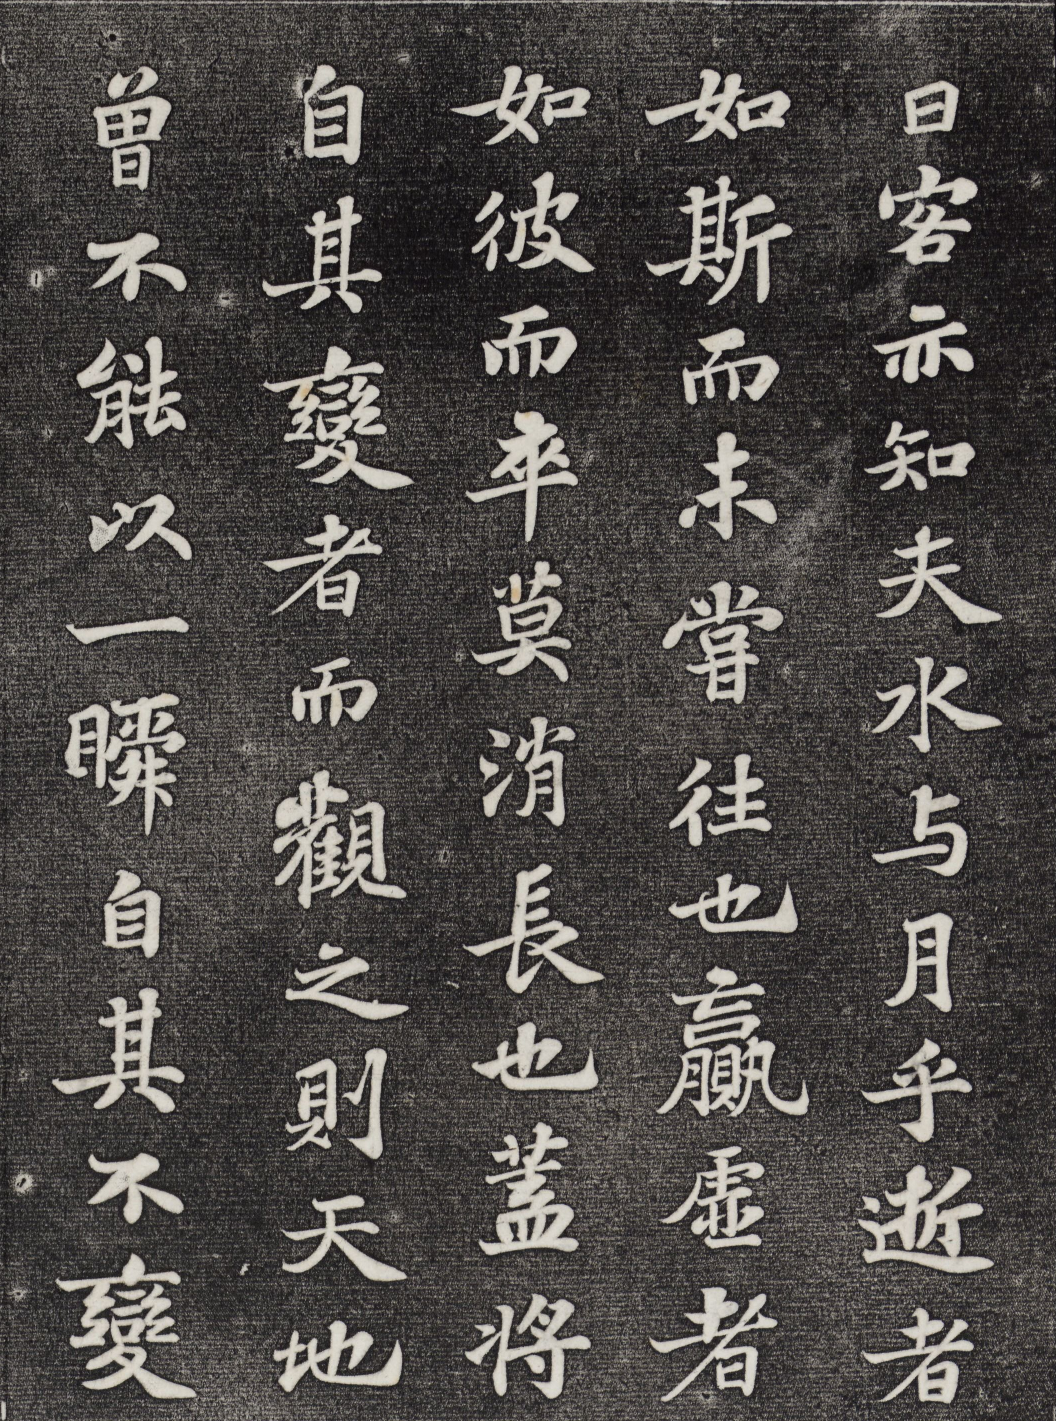 曰客亦知夫水与月乎逝者
如斯而未嘗往也贏虛者
如彼而卒莫消長也蓋将
自其變者而觀之則天地
曾不能以一瞬自其不變